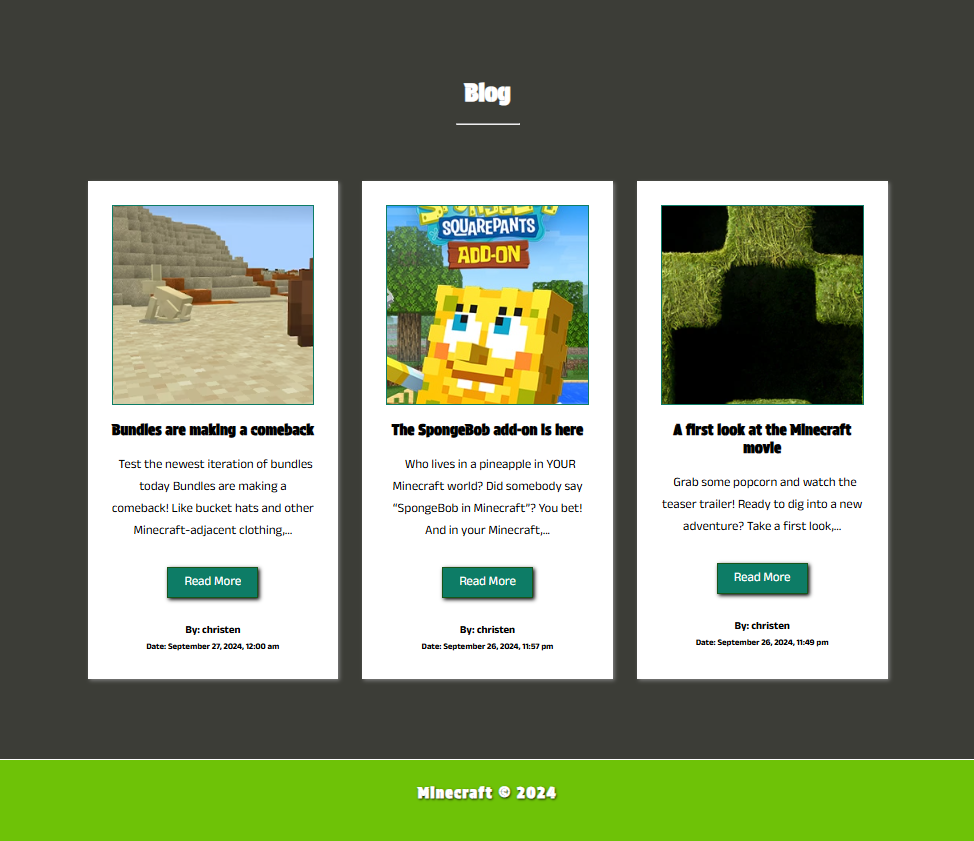 Blog
SQUAREPANTS
ADD-ON
Bundles are making a comeback
Test the newest iteration of bundles
today Bundles are making a
comeback! Like bucket hats and other
Minecraft-adjacent clothing,...
Read More
By: christen
Date: September 27, 2024, 12:00 am
The SpongeBob add-on is here
Who lives in a pineapple in YOUR
Minecraft world? Did somebody say
“SpongeBob in Minecraft”? You bet!
And in your Minecraft,...
Read More
By: christen
Date: September 26, 2024, 11:57 pm
A first look at the Minecraft
movie
Grab some popcorn and watch the
teaser trailer! Ready to dig into a new
adventure? Take a first look,...
Read More
By: christen
Date: September 26, 2024, 11:49 pm
Minecraft © 2024